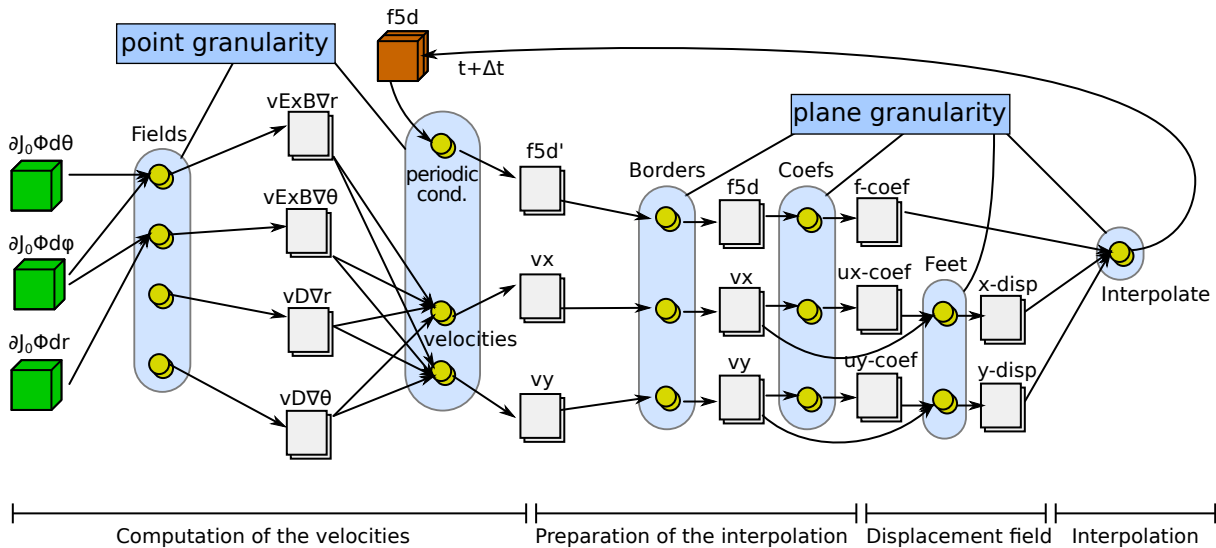 f5d
point granularity
t+Δt
vExB∇r
plane granularity
Fields
∂J₀Φdθ
f5d'
periodic
cond.
Borders
Coefs
f5d
f-coef
vExB∇θ
∂J₀Φdφ
vx
vx
ux-coef
Feet
x-disp
Interpolate
vD∇r
velocities
∂J₀Φdr
vy
vy
uy-coef
y-disp
vD∇θ
Computation of the velocities
Preparation of the interpolation
Displacement field
Interpolation